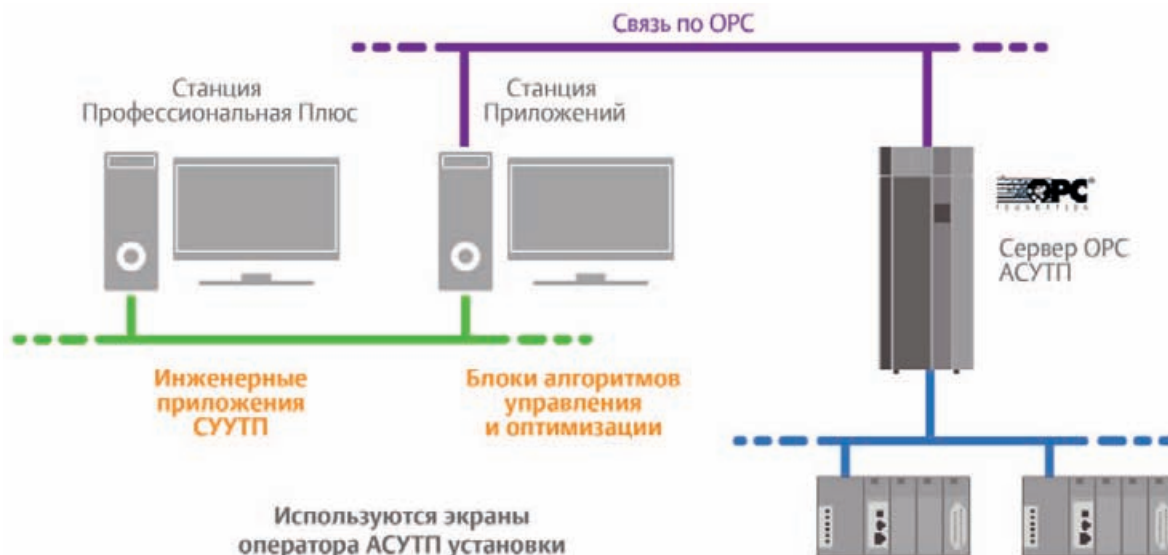 Связь по OPC
Станция
Профессиональная Плюс
Станция
Приложений
OPC
FOUNDATION
Сервер OPC
АСУТП
Инженерные
приложения
СУУТП
Блоки алгоритмов
управления
и оптимизации
Используются экраны
оператора АСУТП установки